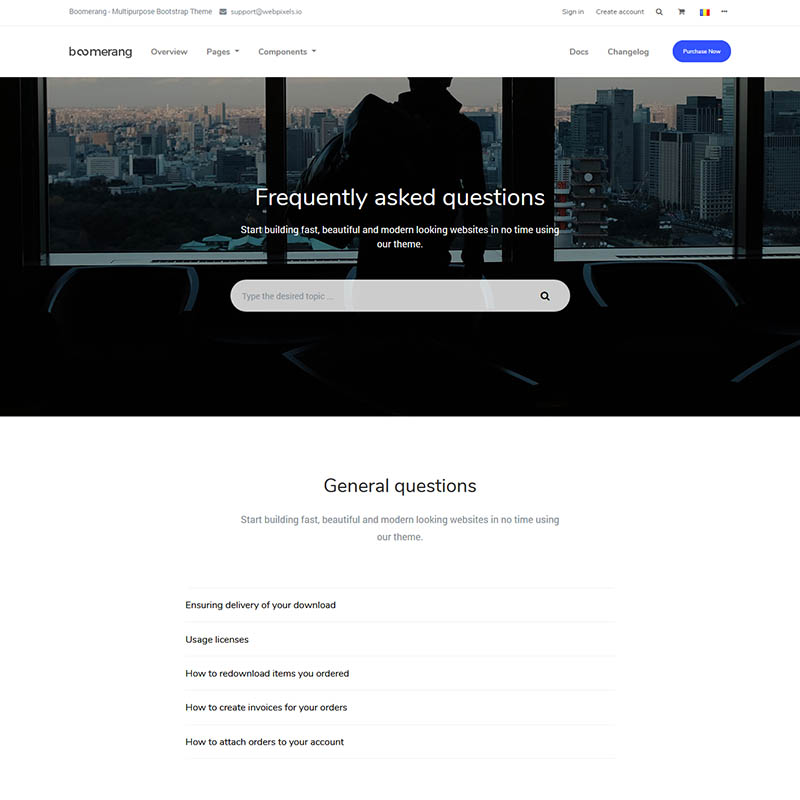 Boomerang - Multipurpose Bootstrap Theme support@webpixels.io Sign in Create account
boomerang Overview Pages Components Docs Changelog Purchase Now
Frequently asked questions
Start building fast, beautiful and modern looking websites in no time using
our theme.
Type the desired topic ...
General questions
Start building fast, beautiful and modern looking websites in no time using
our theme.
Ensuring delivery of your download
Usage licenses
How to redownload items you ordered
How to create invoices for your orders
How to attach orders to your account